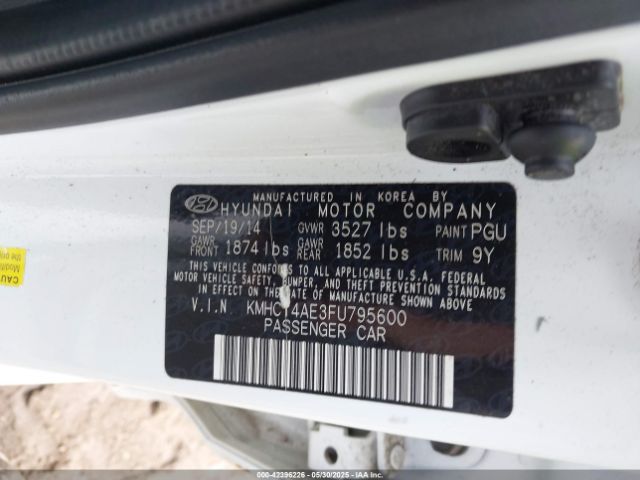 MANUFACTURED IN KOREA BY
HYUNDAI MOTOR COMPANY
SEP/19/14 GVWR 3527 lbs PAINT PGU
GAWR FRONT 1874 lbs GAWR REAR 1852 lbs TRIM 9Y
THIS VEHICLE CONFORMS TO ALL APPLICABLE U.S.A. FEDERAL
MOTOR VEHICLE SAFETY, BUMPER, AND THEFT PREVENTION STANDARDS
IN EFFECT ON THE DATE OF MANUFACTURE SHOWN ABOVE.
V.I.N KMHCT4AE3FU795600
PASSENGER CAR
000-42396226 - 05/30/2025 - IAA Inc.